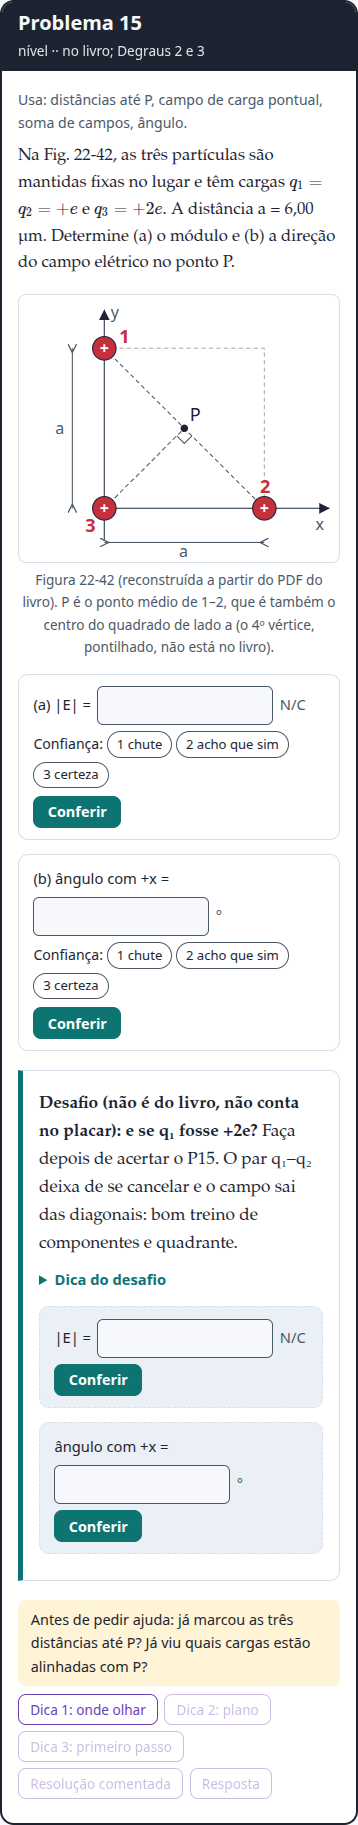 Problema 15
nível ·· no livro; Degraus 2 e 3
Usa: distâncias até P, campo de carga pontual,
soma de campos, ângulo.
Na Fig. 22-42, as três partículas são
mantidas fixas no lugar e têm cargas q₁ =
q₂ = +e e q₃ = +2e. A distância a = 6,00
μm. Determine (a) o módulo e (b) a direção
do campo elétrico no ponto P.
y
+ 1
P
a
2
+ +
3
x
a
Figura 22-42 (reconstruída a partir do PDF do
livro). P é o ponto médio de 1–2, que é também o
centro do quadrado de lado a (o 4º vértice,
pontilhado, não está no livro).
(a) |E| = N/C
Confiança: 1 chute 2 acho que sim
3 certeza
Conferir
(b) ângulo com +x =
°
Confiança: 1 chute 2 acho que sim
3 certeza
Conferir
Desafio (não é do livro, não conta
no placar): e se q₁ fosse +2e? Faça
depois de acertar o P15. O par q₁–q₂
deixa de se cancelar e o campo sai
das diagonais: bom treino de
componentes e quadrante.
▶ Dica do desafio
|E| = N/C
Conferir
ângulo com +x =
°
Conferir
Antes de pedir ajuda: já marcou as três
distâncias até P? Já viu quais cargas estão
alinhadas com P?
Dica 1: onde olhar Dica 2: plano
Dica 3: primeiro passo
Resolução comentada Resposta